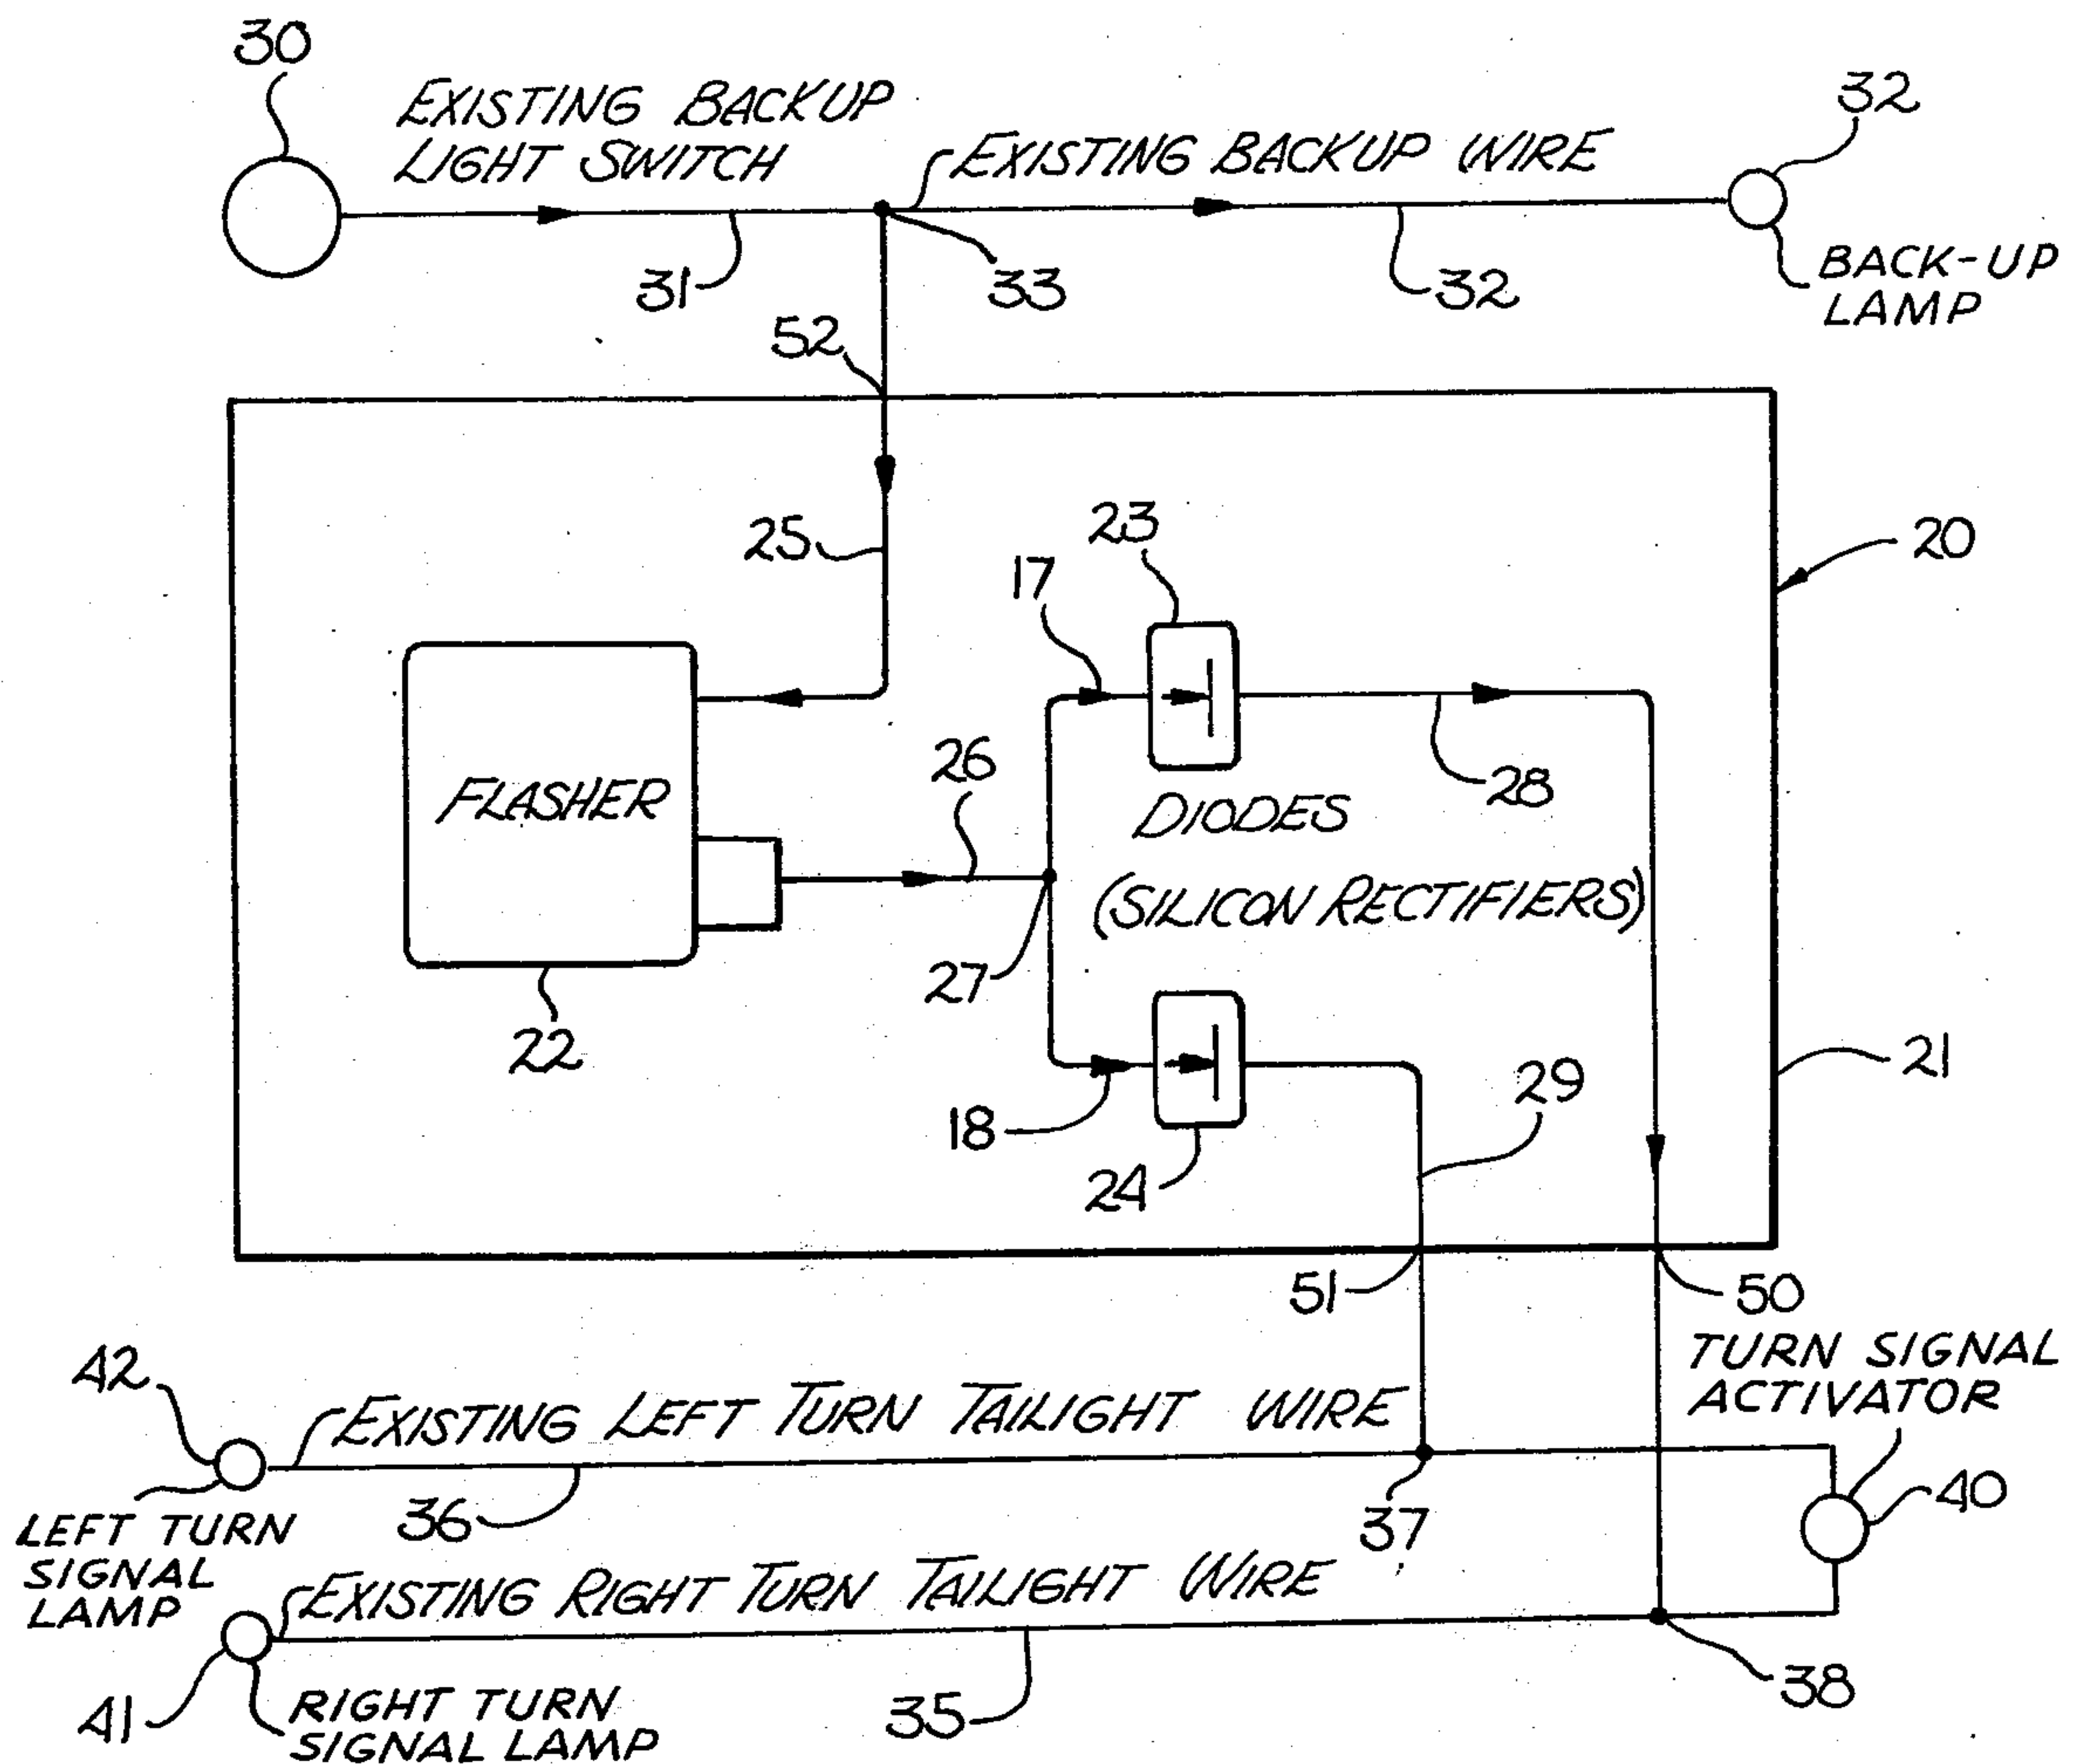 30
EXISTING BACKUP
LIGHT SWITCH
EXISTING BACKUP WIRE
32
31
33
32
BACK-UP
LAMP
52
25
23
20
17
26
28
FLASHER
DIODES
(SILICON RECTIFIERS)
27
22
18
24
29
21
51
50
TURN SIGNAL
ACTIVATOR
42
EXISTING LEFT TURN TAILIGHT WIRE
36
37
40
LEFT TURN
SIGNAL
LAMP
EXISTING RIGHT TURN TAILIGHT WIRE
41
RIGHT TURN
SIGNAL LAMP
35
38